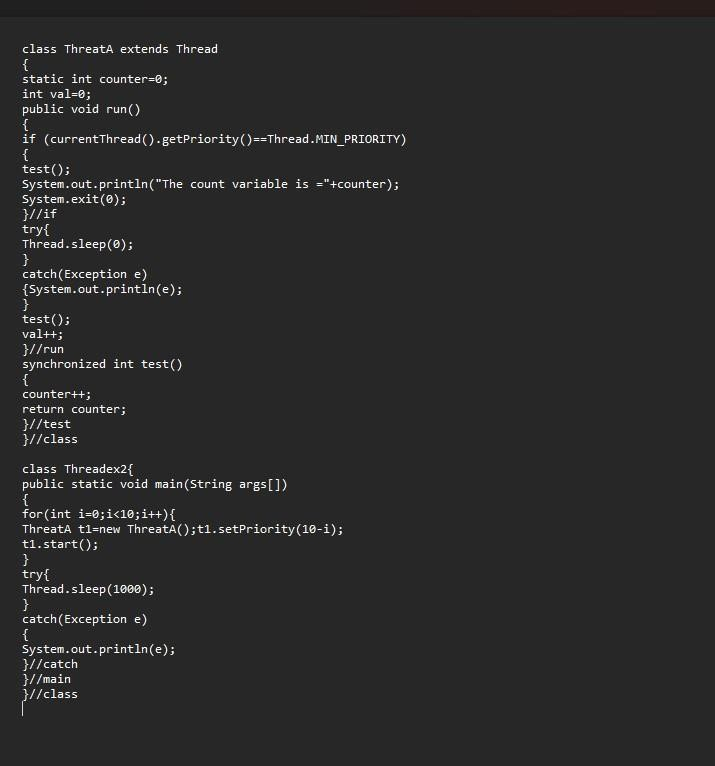 class ThreatA extends Thread
{
static int counter=0;
int val=0;
public void run()
{
if (currentThread().getPriority()==Thread.MIN_PRIORITY)
{
test();
System.out.println("The count variable is ="+counter);
System.exit(0);
}//if
try{
Thread.sleep(0);
}
catch(Exception e)
{System.out.println(e);
}
test();
val++;
}//run
synchronized int test()
{
counter++;
return counter;
}//test
}//class

class Threadex2{
public static void main(String args[])
{
for(int i=0;i<10;i++){
ThreatA t1=new ThreatA();t1.setPriority(10-i);
t1.start();
}
try{
Thread.sleep(1000);
}
catch(Exception e)
{
System.out.println(e);
}//catch
}//main
}//class